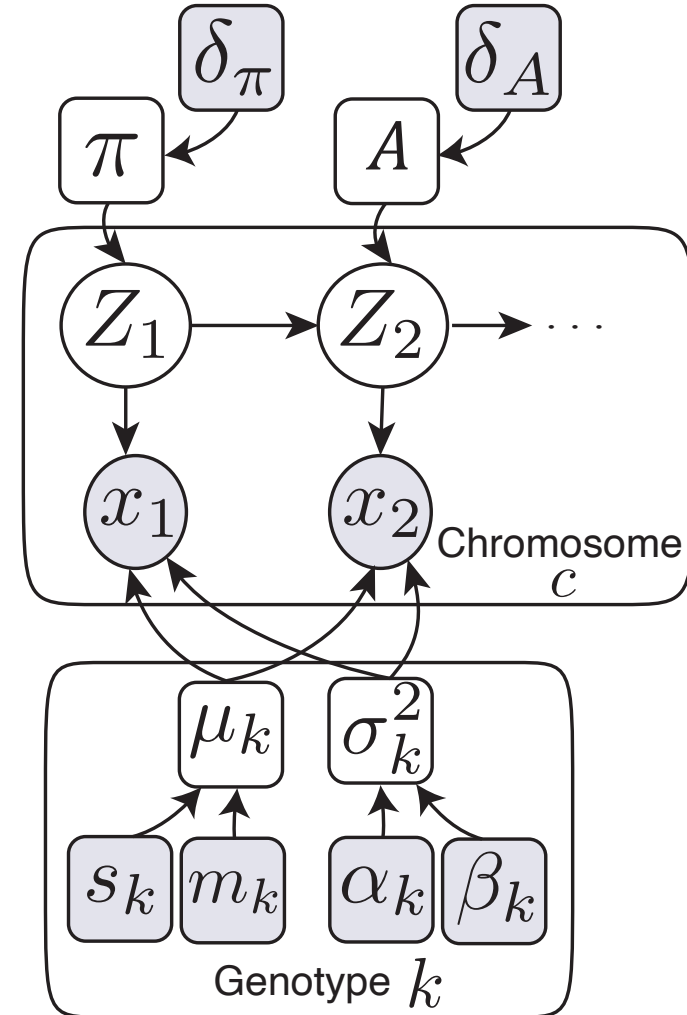 δ_π δ_A
π A
Z_1 Z_2 ...
x_1 x_2
Chromosome
c
μ_k σ_k^2
s_k m_k α_k β_k
Genotype k